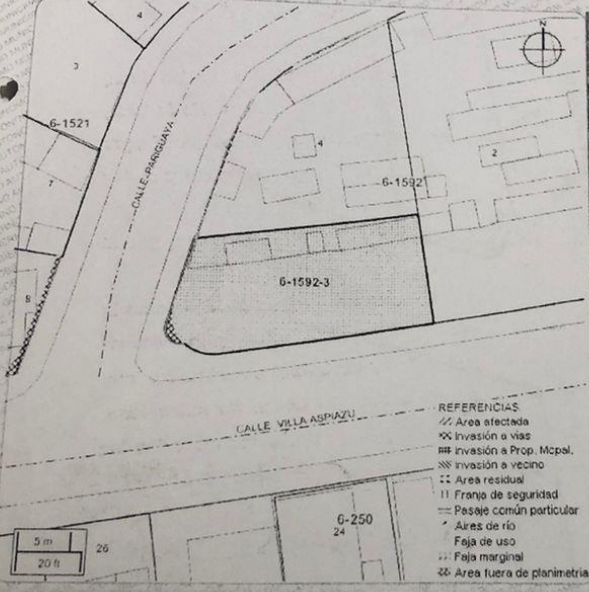 4
N
3
6-1521
CALLE PARIGUAYA
4
2
7
6-1592
6-1592-3
8
CALLE VILLA ASPIAZU
REFERENCIAS
Area afectada
Invasión a vias
Invasión a Prop. Mcpal.
Invasión a vecino
Area residual
Franja de seguridad
Pasaje común particular
Aires de río
Faja de uso
Faja marginal
Area fuera de planimetria
6-250
24
26
5 m
20 ft